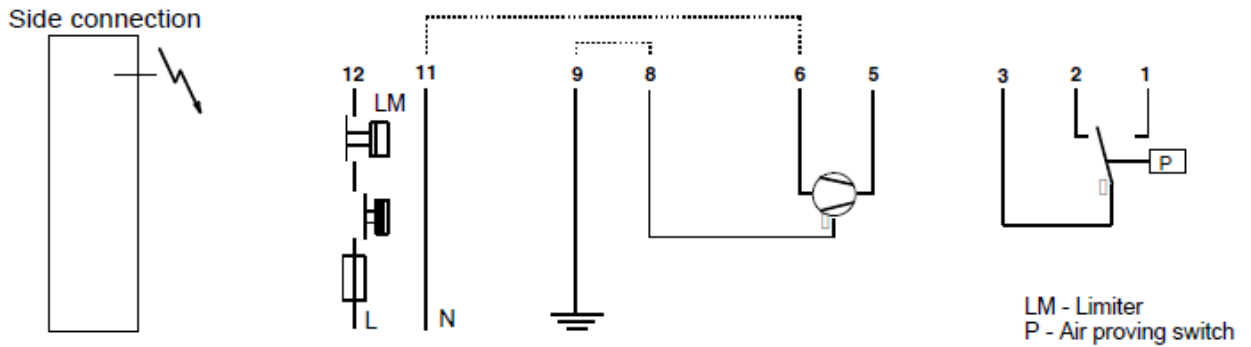 Side connection
12 11 9 8 6 5 3 2 1
LM
P
L N
LM - Limiter
P - Air proving switch